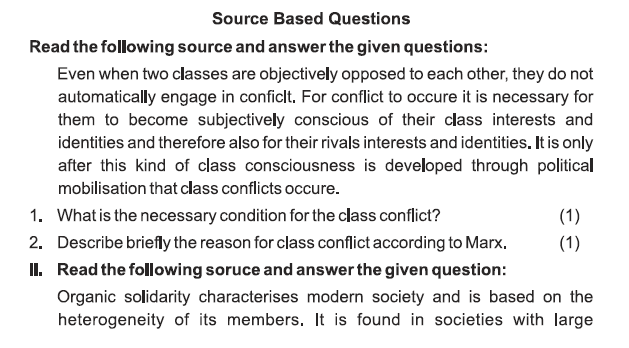 Source Based Questions
Read the following source and answer the given questions:
Even when two classes are objectively opposed to each other, they do not
automatically engage in conficlt. For conflict to occure it is necessary for
them to become subjectively conscious of their class interests and
identities and therefore also for their rivals interests and identities. It is only
after this kind of class consciousness is developed through political
mobilisation that class conflicts occure.
1. What is the necessary condition for the class conflict? (1)
2. Describe briefly the reason for class conflict according to Marx. (1)
II. Read the following soruce and answer the given question:
Organic solidarity characterises modern society and is based on the
heterogeneity of its members. It is found in societies with large